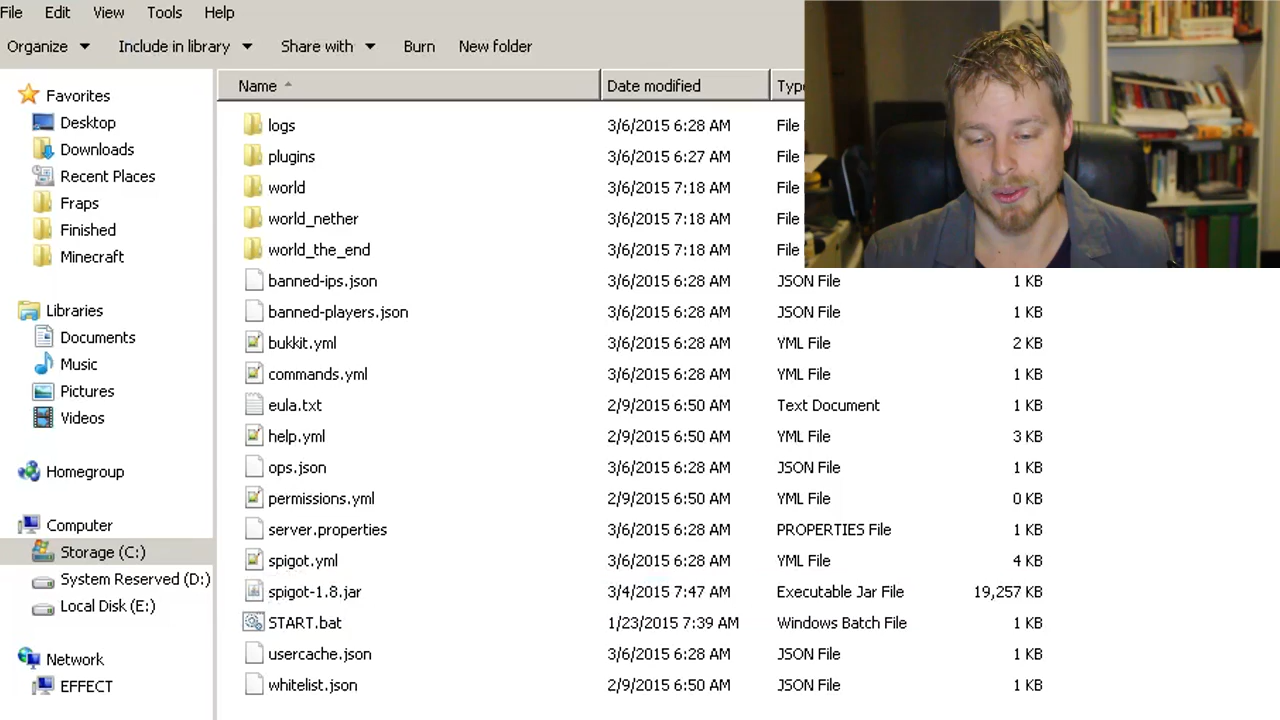 File Edit View Tools Help
Organize Include in library Share with Burn New folder
Name Date modified Type
Favorites
Desktop
Downloads
Recent Places
Fraps
Finished
Minecraft
Libraries
Documents
Music
Pictures
Videos
Homegroup
Computer
Storage (C:)
System Reserved (D:)
Local Disk (E:)
Network
EFFECT
logs 3/6/2015 6:28 AM File
plugins 3/6/2015 6:27 AM File
world 3/6/2015 7:18 AM File
world_nether 3/6/2015 7:18 AM File
world_the_end 3/6/2015 7:18 AM File
banned-ips.json 3/6/2015 6:28 AM JSON File 1 KB
banned-players.json 3/6/2015 6:28 AM JSON File 1 KB
bukkit.yml 3/6/2015 6:28 AM YML File 2 KB
commands.yml 3/6/2015 6:28 AM YML File 1 KB
eula.txt 2/9/2015 6:50 AM Text Document 1 KB
help.yml 2/9/2015 6:50 AM YML File 3 KB
ops.json 3/6/2015 6:28 AM JSON File 1 KB
permissions.yml 2/9/2015 6:50 AM YML File 0 KB
server.properties 3/6/2015 6:28 AM PROPERTIES File 1 KB
spigot.yml 3/6/2015 6:28 AM YML File 4 KB
spigot-1.8.jar 3/4/2015 7:47 AM Executable Jar File 19,257 KB
START.bat 1/23/2015 7:39 AM Windows Batch File 1 KB
usercache.json 3/6/2015 6:28 AM JSON File 1 KB
whitelist.json 2/9/2015 6:50 AM JSON File 1 KB